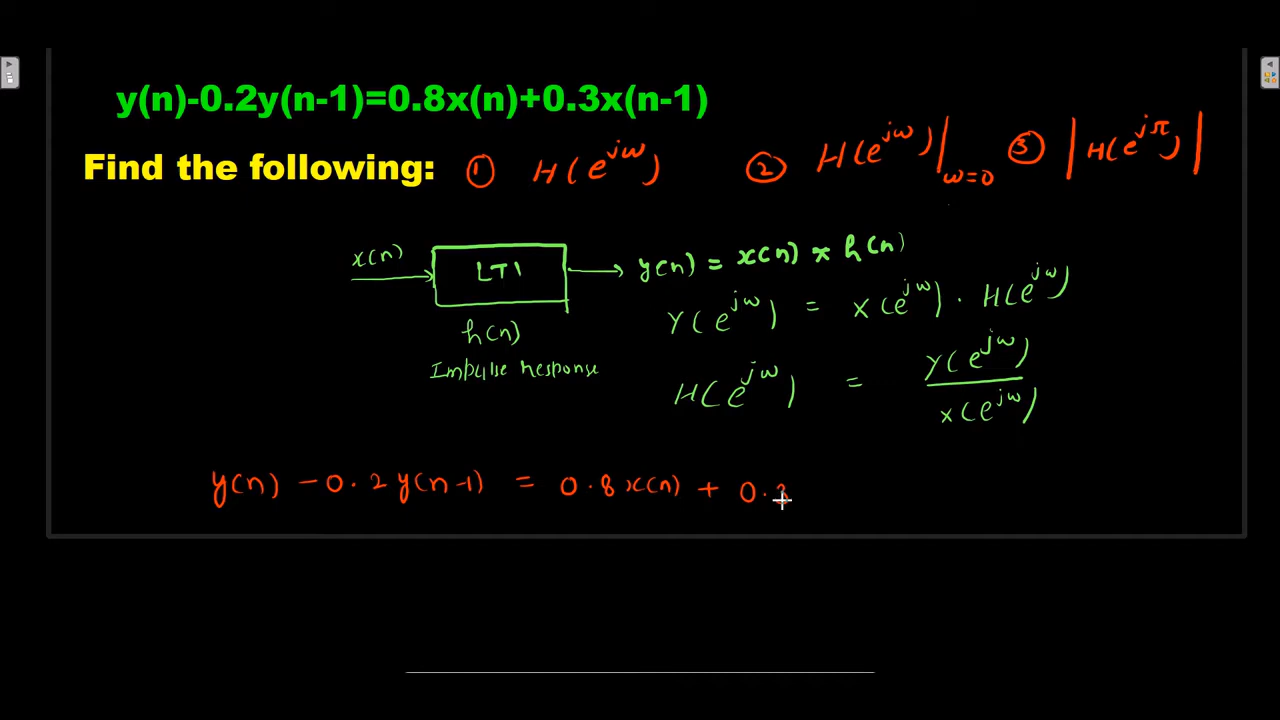 y(n)-0.2y(n-1)=0.8x(n)+0.3x(n-1)
Find the following: ① H(e^{jω}) ② H(e^{jω})|_{ω=0} ③ |H(e^{jπ})|
x(n) LTI y(n) = x(n) * h(n)
h(n)
Impulse Response
Y(e^{jω}) = X(e^{jω}) · H(e^{jω})
H(e^{jω}) = Y(e^{jω}) / X(e^{jω})
y(n) - 0.2 y(n-1) = 0.8 x(n) + 0.3